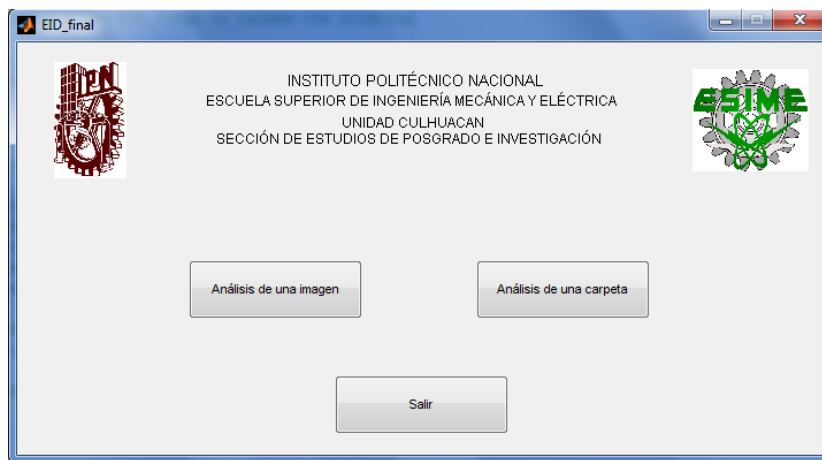 EID_final
IPN
INSTITUTO POLITÉCNICO NACIONAL
ESCUELA SUPERIOR DE INGENIERÍA MECÁNICA Y ELÉCTRICA
UNIDAD CULHUACAN
SECCIÓN DE ESTUDIOS DE POSGRADO E INVESTIGACIÓN
ESIME
Análisis de una imagen
Análisis de una carpeta
Salir